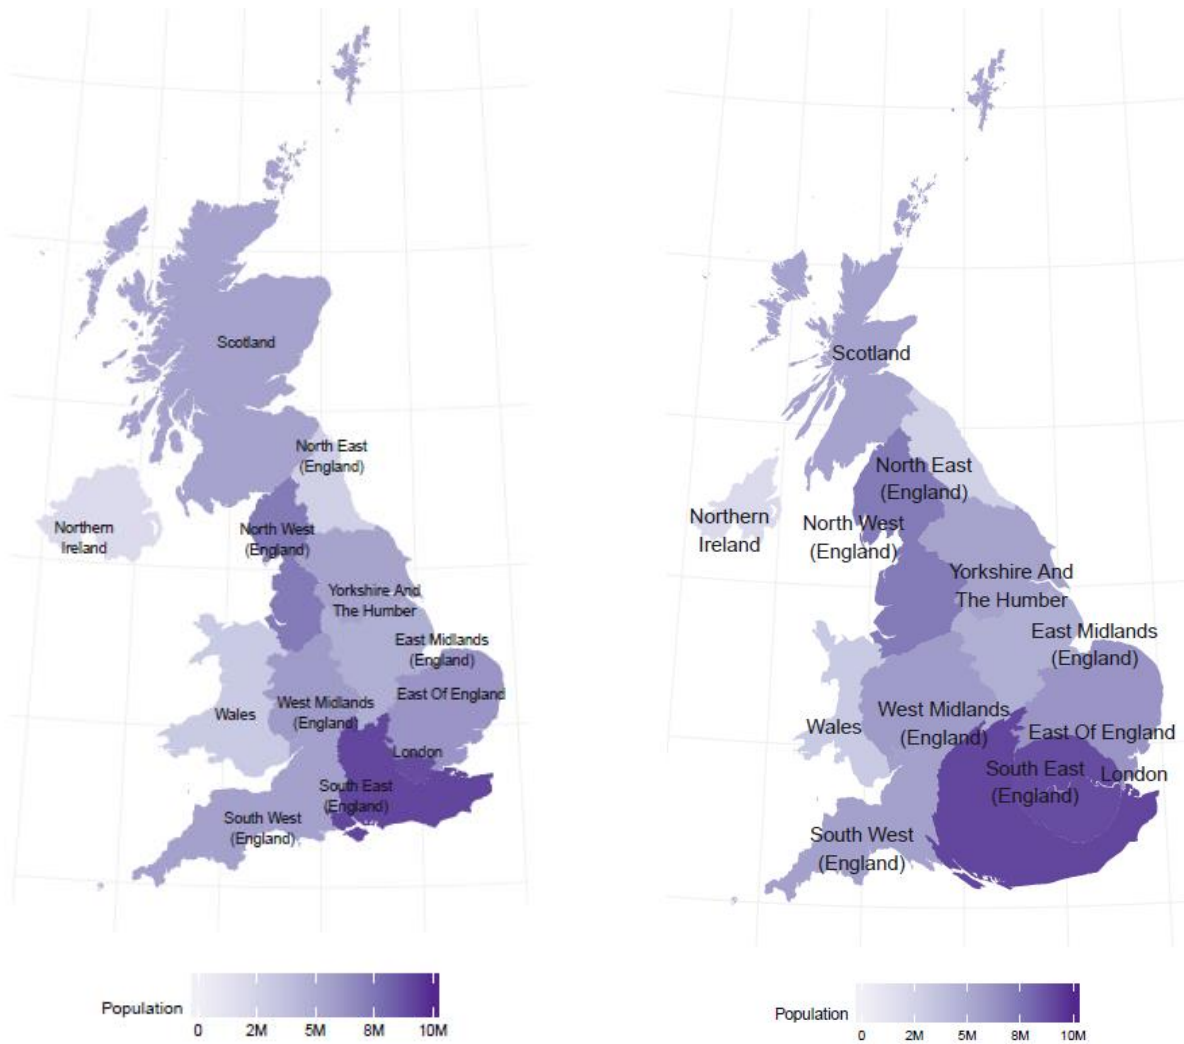 Scotland
North East
(England)
Northern
Ireland
North West
(England)
Yorkshire And
The Humber
East Midlands
(England)
East Of England
West Midlands
(England)
Wales
London
South East
(England)
South West
(England)
Population
0 2M 5M 8M 10M
Scotland
North East
(England)
Northern
Ireland
North West
(England)
Yorkshire And
The Humber
East Midlands
(England)
West Midlands
(England)
Wales
East Of England
South East
(England)
London
South West
(England)
Population
0 2M 5M 8M 10M